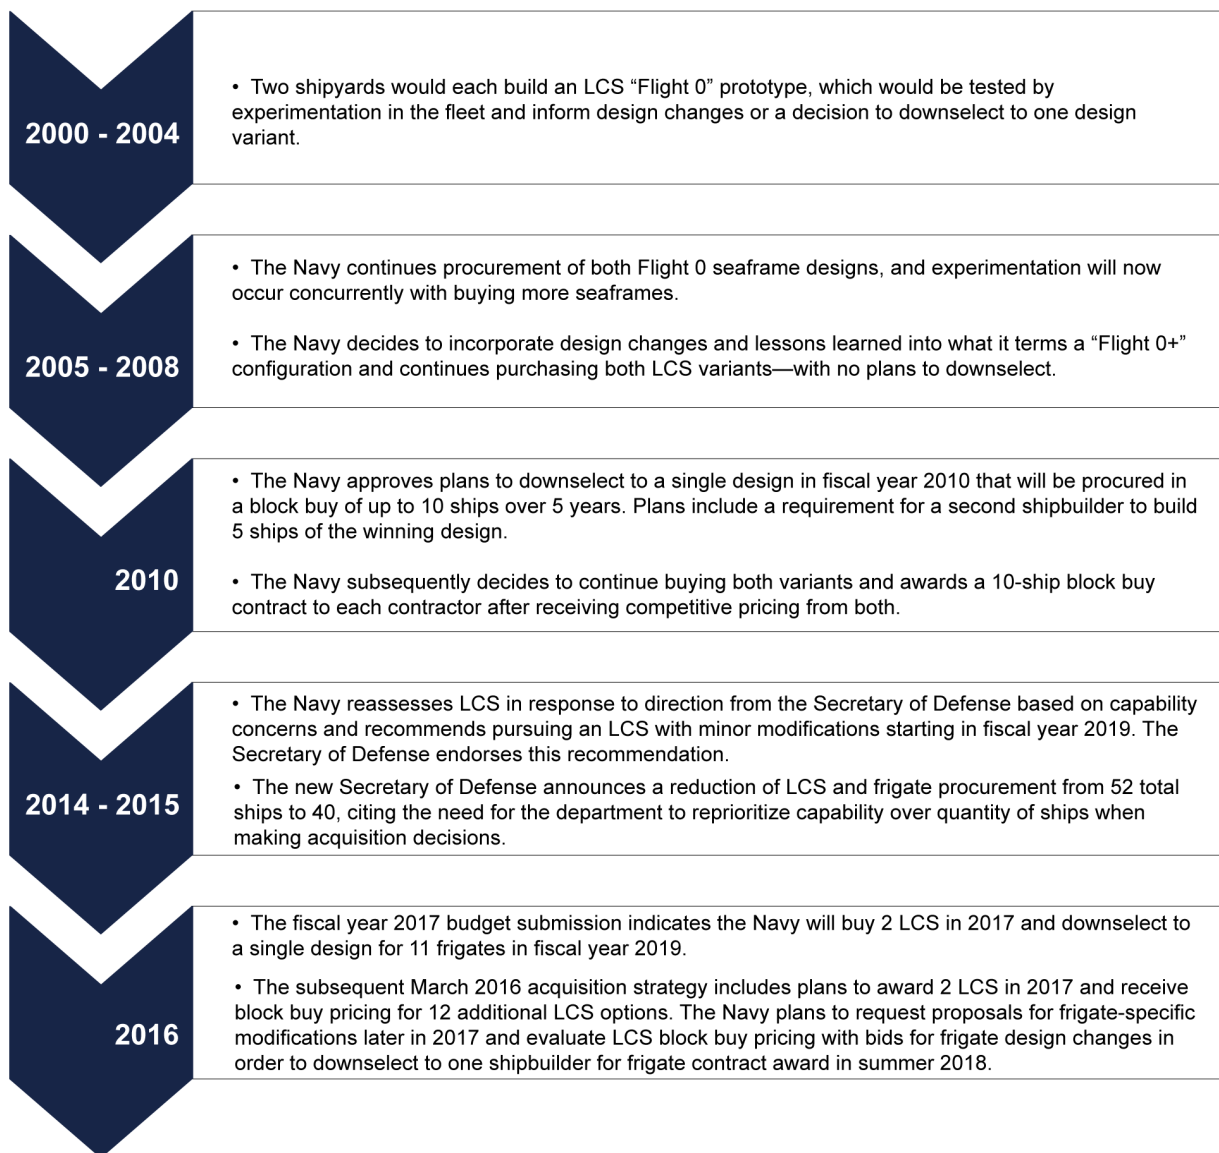 2000 - 2004
• Two shipyards would each build an LCS “Flight 0” prototype, which would be tested by
experimentation in the fleet and inform design changes or a decision to downselect to one design
variant.
2005 - 2008
• The Navy continues procurement of both Flight 0 seaframe designs, and experimentation will now
occur concurrently with buying more seaframes.
• The Navy decides to incorporate design changes and lessons learned into what it terms a “Flight 0+”
configuration and continues purchasing both LCS variants—with no plans to downselect.
2010
• The Navy approves plans to downselect to a single design in fiscal year 2010 that will be procured in
a block buy of up to 10 ships over 5 years. Plans include a requirement for a second shipbuilder to build
5 ships of the winning design.
• The Navy subsequently decides to continue buying both variants and awards a 10-ship block buy
contract to each contractor after receiving competitive pricing from both.
2014 - 2015
• The Navy reassesses LCS in response to direction from the Secretary of Defense based on capability
concerns and recommends pursuing an LCS with minor modifications starting in fiscal year 2019. The
Secretary of Defense endorses this recommendation.
• The new Secretary of Defense announces a reduction of LCS and frigate procurement from 52 total
ships to 40, citing the need for the department to reprioritize capability over quantity of ships when
making acquisition decisions.
2016
• The fiscal year 2017 budget submission indicates the Navy will buy 2 LCS in 2017 and downselect to
a single design for 11 frigates in fiscal year 2019.
• The subsequent March 2016 acquisition strategy includes plans to award 2 LCS in 2017 and receive
block buy pricing for 12 additional LCS options. The Navy plans to request proposals for frigate-specific
modifications later in 2017 and evaluate LCS block buy pricing with bids for frigate design changes in
order to downselect to one shipbuilder for frigate contract award in summer 2018.